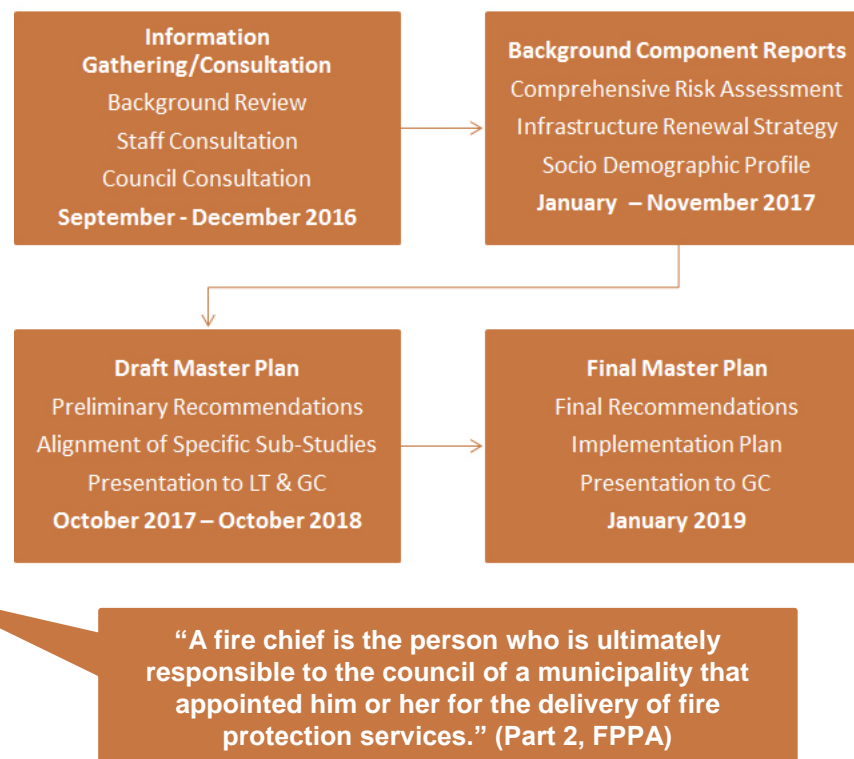 Information
Gathering/Consultation
Background Review
Staff Consultation
Council Consultation
September - December 2016
Background Component Reports
Comprehensive Risk Assessment
Infrastructure Renewal Strategy
Socio Demographic Profile
January – November 2017
Draft Master Plan
Preliminary Recommendations
Alignment of Specific Sub-Studies
Presentation to LT & GC
October 2017 – October 2018
Final Master Plan
Final Recommendations
Implementation Plan
Presentation to GC
January 2019
“A fire chief is the person who is ultimately
responsible to the council of a municipality that
appointed him or her for the delivery of fire
protection services.” (Part 2, FPPA)